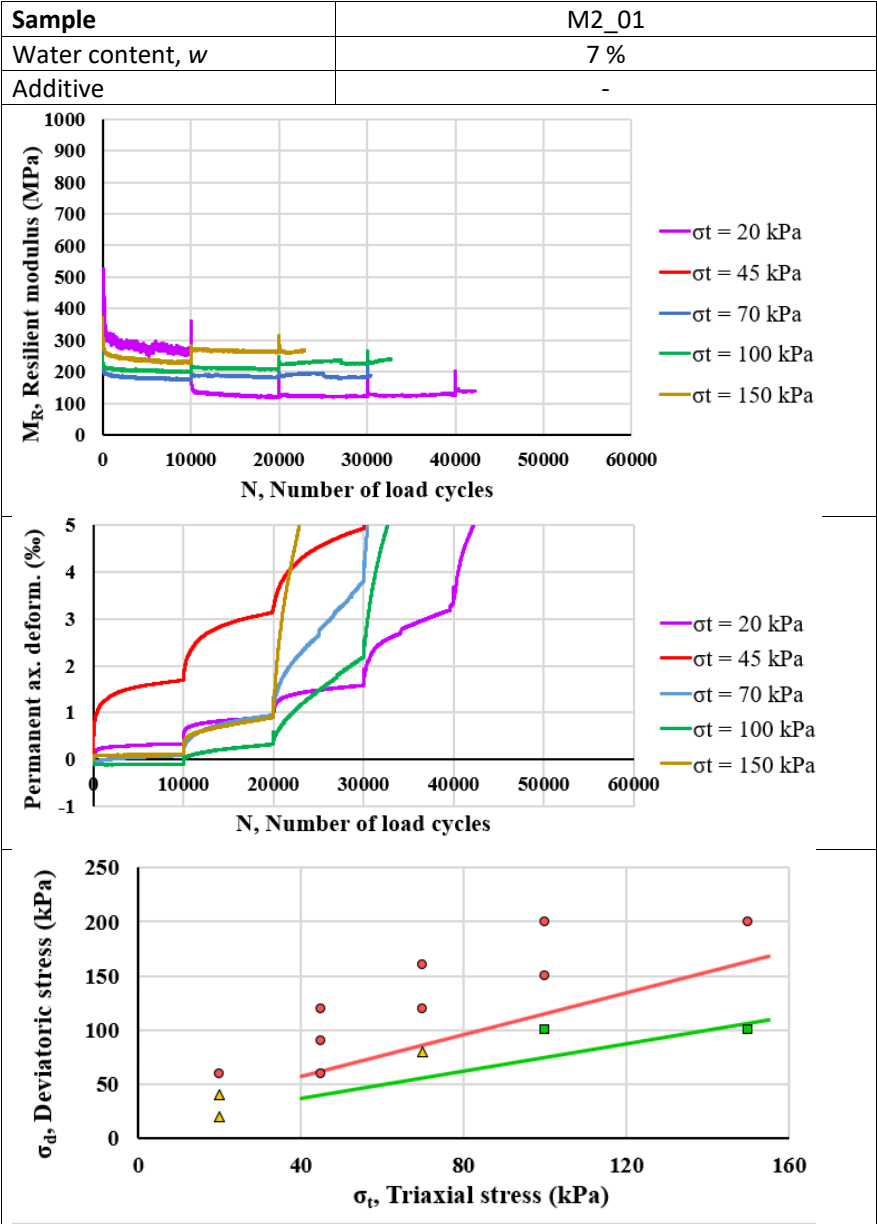 Sample M2_01
Water content, w 7 %
Additive -
1000
900
800
700
600
500
400
300
200
100
0
M_R, Resilient modulus (MPa)
0 10000 20000 30000 40000 50000 60000
N, Number of load cycles
σt = 20 kPa
σt = 45 kPa
σt = 70 kPa
σt = 100 kPa
σt = 150 kPa
5
4
3
2
1
0
-1
Permanent ax. deform. (‰)
0 10000 20000 30000 40000 50000 60000
N, Number of load cycles
σt = 20 kPa
σt = 45 kPa
σt = 70 kPa
σt = 100 kPa
σt = 150 kPa
250
200
150
100
50
0
σ_d, Deviatoric stress (kPa)
0 40 80 120 160
σ_t, Triaxial stress (kPa)